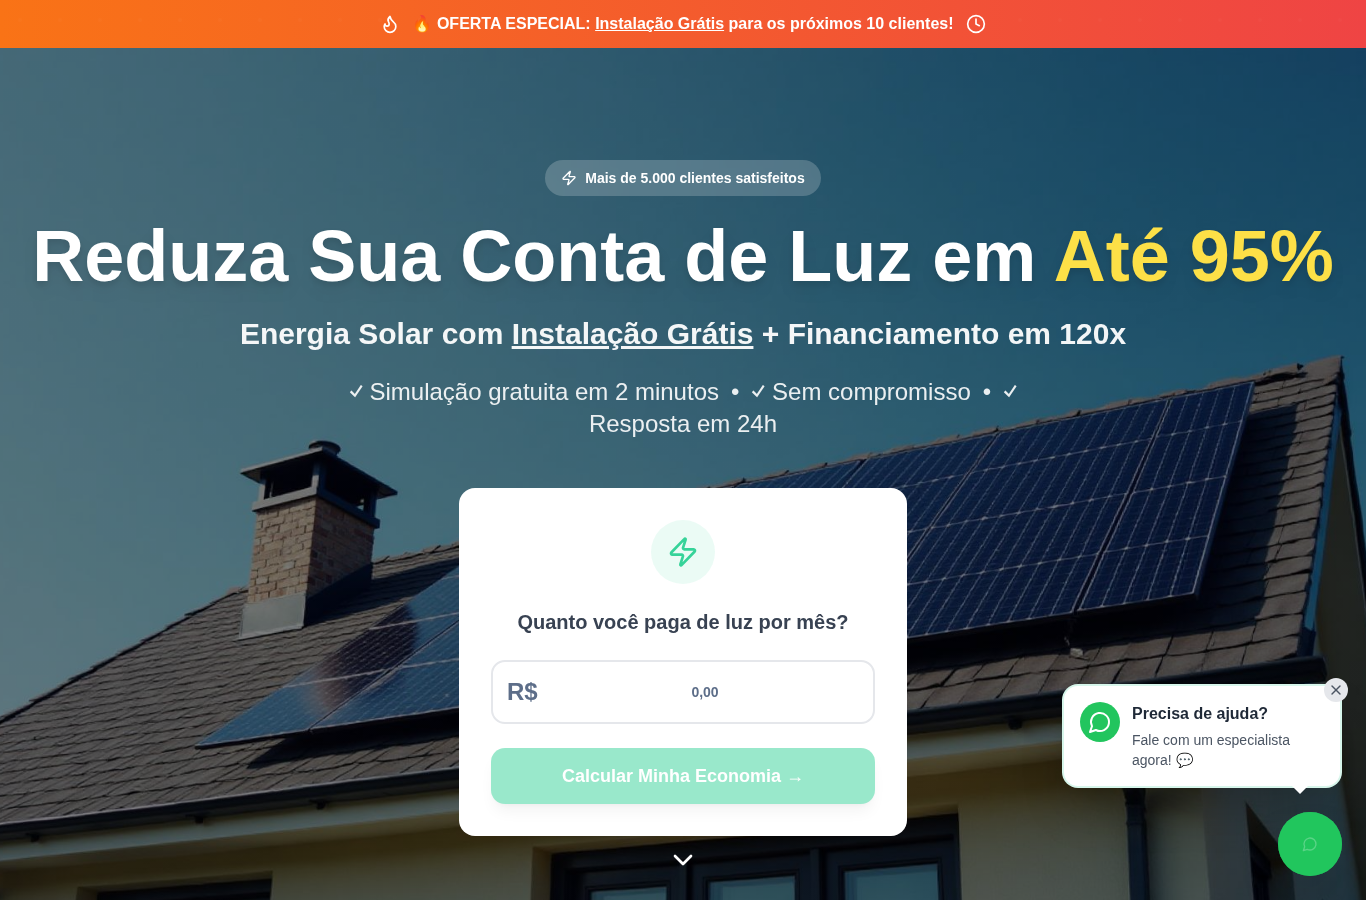 🔥 OFERTA ESPECIAL: Instalação Grátis para os próximos 10 clientes!
Mais de 5.000 clientes satisfeitos
Reduza Sua Conta de Luz em Até 95%
Energia Solar com Instalação Grátis + Financiamento em 120x
✓ Simulação gratuita em 2 minutos • ✓ Sem compromisso • ✓
Resposta em 24h
Quanto você paga de luz por mês?
R$ 0,00
Calcular Minha Economia →
Precisa de ajuda?
Fale com um especialista
agora! 💬